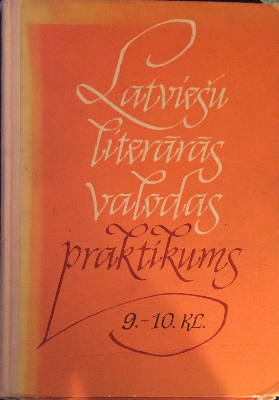 Latviešu
literārās
valodas
praktikums
9.-10. KL.